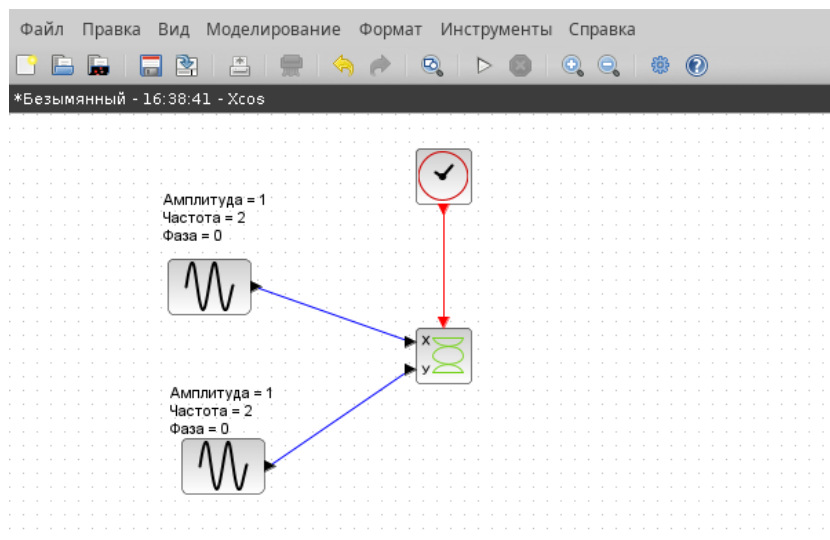 Файл Правка Вид Моделирование Формат Инструменты Справка
*Безымянный - 16:38:41 - Xcos
Амплитуда = 1
Частота = 2
Фаза = 0
X
y
Амплитуда = 1
Частота = 2
Фаза = 0